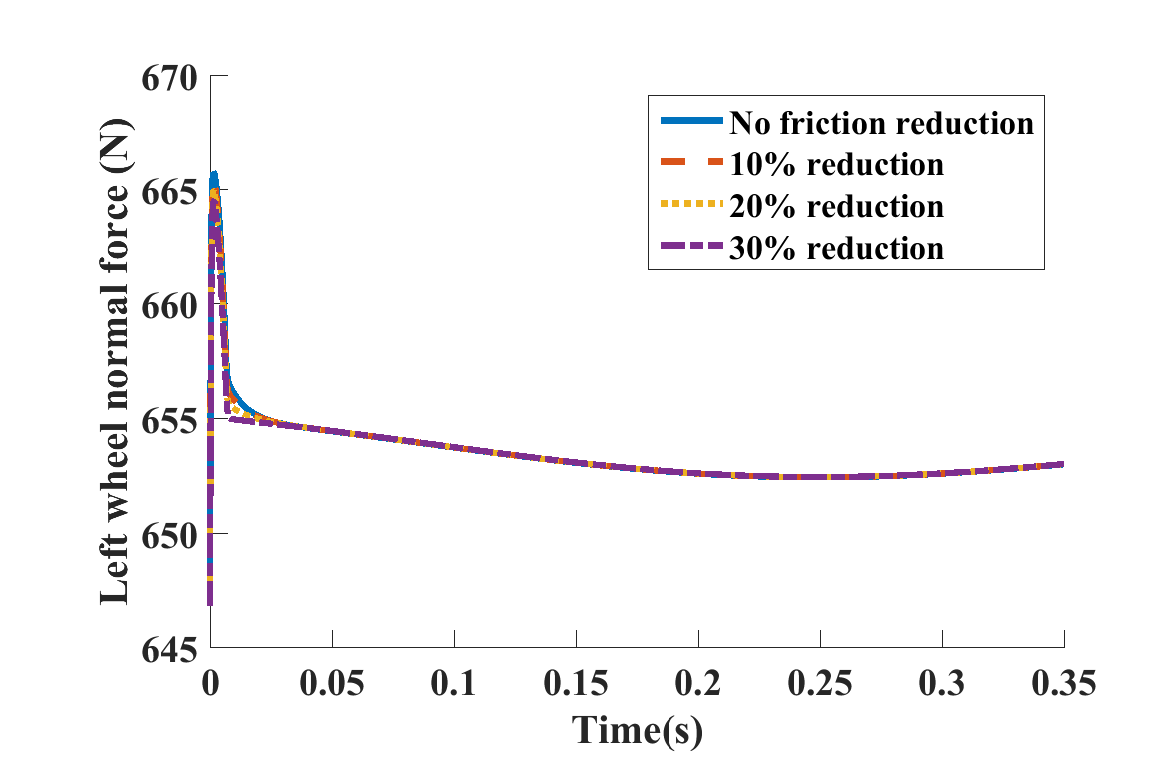 670
665
660
655
650
645
Left wheel normal force (N)
No friction reduction
10% reduction
20% reduction
30% reduction
0 0.05 0.1 0.15 0.2 0.25 0.3 0.35
Time(s)